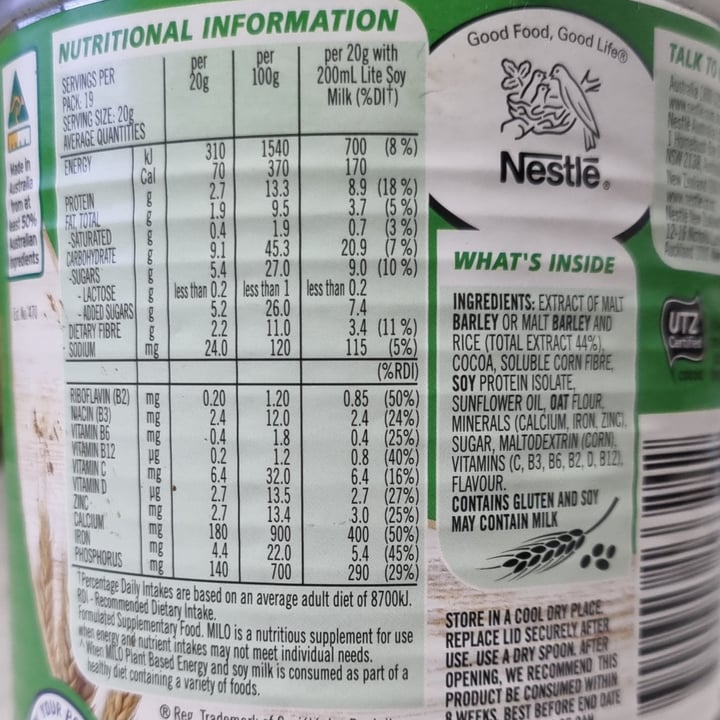 NUTRITIONAL INFORMATION
SERVINGS PER
PACK: 19
SERVING SIZE: 20g
AVERAGE QUANTITIES
per 20g per 100g per 20g with 200mL Lite Soy Milk (%DI†)
ENERGY kJ 310 1540 700 (8%)
Cal 70 370 170
PROTEIN g 2.7 13.3 8.9 (18%)
FAT, TOTAL g 1.9 9.5 3.7 (5%)
-SATURATED g 0.4 1.9 0.7 (3%)
CARBOHYDRATE g 9.1 45.3 20.9 (7%)
-SUGARS g 5.4 27.0 9.0 (10%)
- LACTOSE g less than 0.2 less than 1 less than 0.2
- ADDED SUGARS g 5.2 26.0 7.4
DIETARY FIBRE g 2.2 11.0 3.4 (11%)
SODIUM mg 24.0 120 115 (5%)
(%RDI)
RIBOFLAVIN (B2) mg 0.20 1.20 0.85 (50%)
NIACIN (B3) mg 2.4 12.0 2.4 (24%)
VITAMIN B6 mg 0.4 1.8 0.4 (25%)
VITAMIN B12 µg 0.2 1.2 0.8 (40%)
VITAMIN C mg 6.4 32.0 6.4 (16%)
VITAMIN D µg 2.7 13.5 2.7 (27%)
ZINC mg 2.7 13.4 3.0 (25%)
CALCIUM mg 180 900 400 (50%)
IRON mg 4.4 22.0 5.4 (45%)
PHOSPHORUS mg 140 700 290 (29%)
†Percentage Daily Intakes are based on an average adult diet of 8700kJ.
RDI - Recommended Dietary Intake.
Formulated Supplementary Food. MILO is a nutritious supplement for use
when energy and nutrient intakes may not meet individual needs.
^When MILO Plant Based Energy and soy milk is consumed as part of a
healthy diet containing a variety of foods.
Made in
Australia
from at
least 50%
Australian
ingredients
Good Food, Good Life®
Nestlé®
WHAT'S INSIDE
INGREDIENTS: EXTRACT OF MALT
BARLEY OR MALT BARLEY AND
RICE (TOTAL EXTRACT 44%),
COCOA, SOLUBLE CORN FIBRE,
SOY PROTEIN ISOLATE,
SUNFLOWER OIL, OAT FLOUR,
MINERALS (CALCIUM, IRON, ZINC),
SUGAR, MALTODEXTRIN (CORN),
VITAMINS (C, B3, B6, B2, D, B12),
FLAVOUR.
CONTAINS GLUTEN AND SOY
MAY CONTAIN MILK
STORE IN A COOL DRY PLACE.
REPLACE LID SECURELY AFTER
USE. USE A DRY SPOON. AFTER
OPENING, WE RECOMMEND THIS
PRODUCT BE CONSUMED WITHIN
8 WEEKS. BEST BEFORE END DATE
TALK TO
Australia
UTZ
Certified
YOUR
® Reg. Trademark of